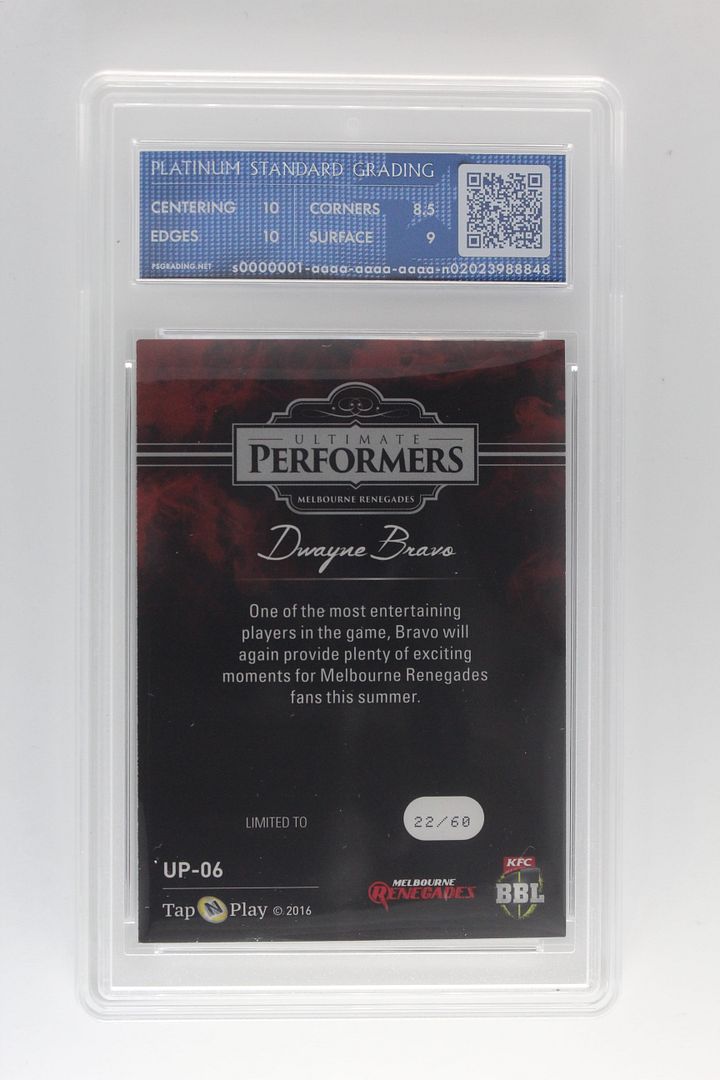 PLATINUM STANDARD GRADING
CENTERING 10 CORNERS 8.5
EDGES 10 SURFACE 9
PSGRADING.NET s0000001-aaaa-aaaa-aaaa-n02023988848
ULTIMATE
PERFORMERS
MELBOURNE RENEGADES
Dwayne Bravo
One of the most entertaining
players in the game, Bravo will
again provide plenty of exciting
moments for Melbourne Renegades
fans this summer.
LIMITED TO 22/60
UP-06
Tap N Play © 2016
MELBOURNE
RENEGADES
KFC
BBL